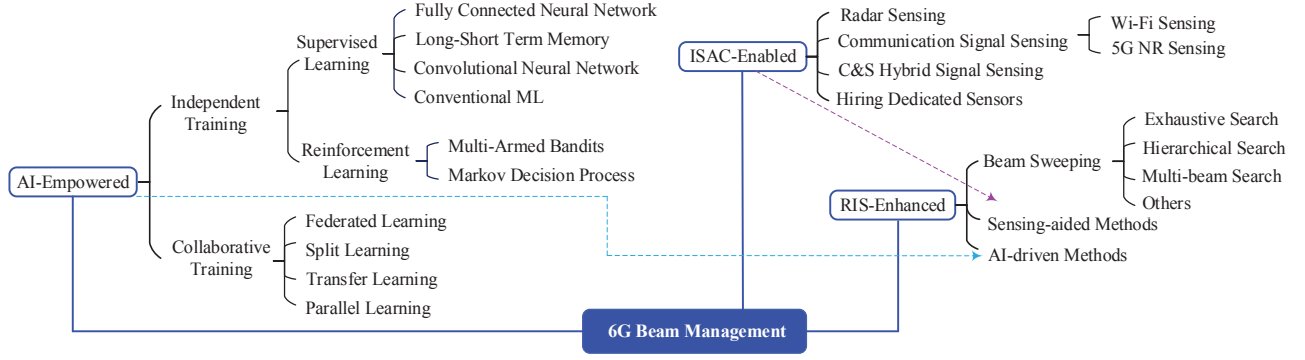 AI-Empowered
Independent
Training
Supervised
Learning
Fully Connected Neural Network
Long-Short Term Memory
Convolutional Neural Network
Conventional ML
Reinforcement
Learning
Multi-Armed Bandits
Markov Decision Process
Collaborative
Training
Federated Learning
Split Learning
Transfer Learning
Parallel Learning
ISAC-Enabled
Radar Sensing
Communication Signal Sensing
Wi-Fi Sensing
5G NR Sensing
C&S Hybrid Signal Sensing
Hiring Dedicated Sensors
RIS-Enhanced
Beam Sweeping
Exhaustive Search
Hierarchical Search
Multi-beam Search
Others
Sensing-aided Methods
AI-driven Methods
6G Beam Management